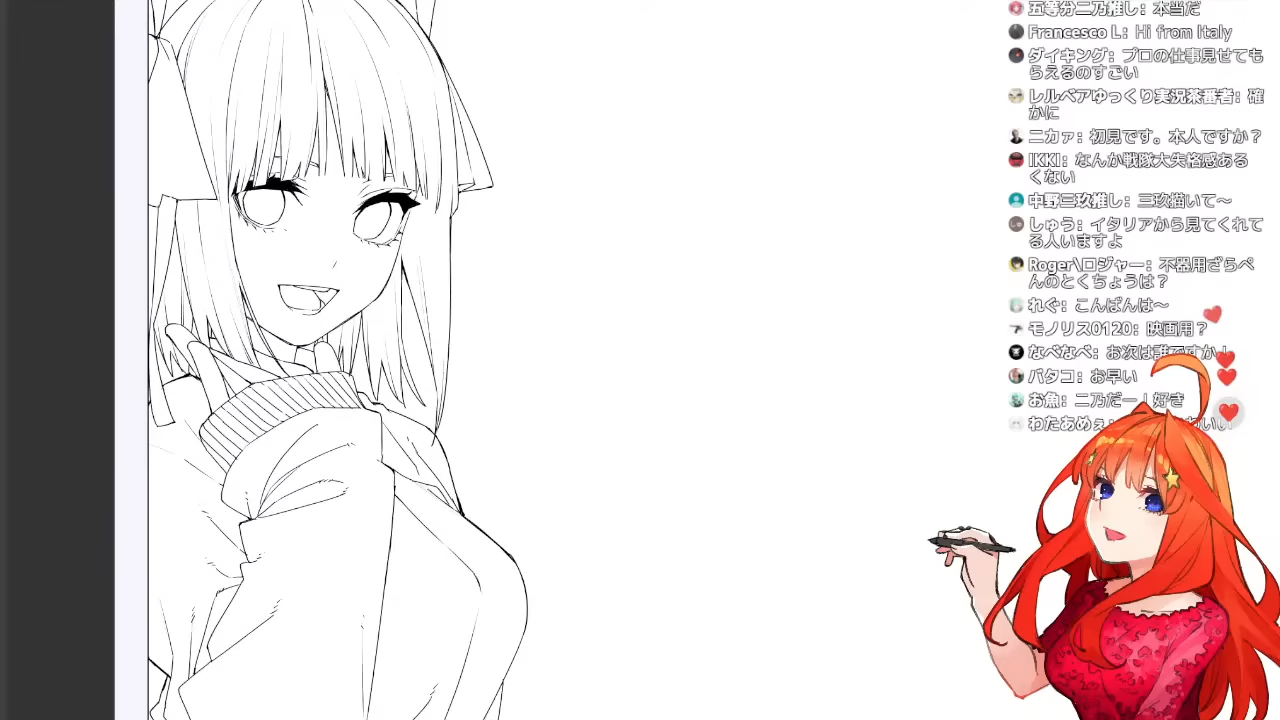 五等分二乃推し: 本当だ
Francesco L: Hi from Italy
ダイキング: プロの仕事見せても
らえるのすごい
レルベアゆっくり実況茶番者: 確
かに
ニカァ: 初見です。本人ですか?
IKKI: なんか戦隊大失格感ある
くない
中野三玖推し: 三玖描いて〜
しゅう: イタリアから見てくれて
る人いますよ
Roger\ロジャー: 不器用ざらぺ
んのとくちょうは?
れぐ: こんばんは〜
モノリス0120: 映画用?
なべなべ: お次は誰ですか
バタコ: お早い
お魚: 二乃だー！好き
わたあめぇ: